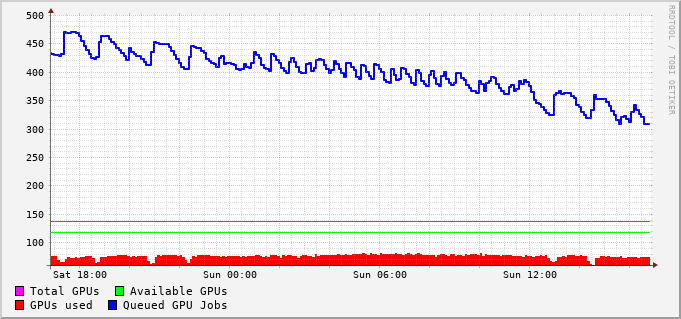 500
450
400
350
300
250
200
150
100
Sat 18:00 Sun 00:00 Sun 06:00 Sun 12:00
Total GPUs Available GPUs
GPUs used Queued GPU Jobs
RRDTOOL / TOBI OETIKER